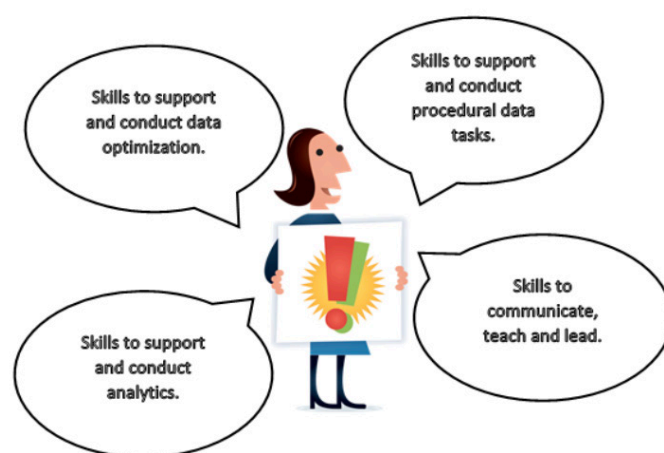 Skills to support
and conduct data
optimization.
Skills to support
and conduct
procedural data
tasks.
Skills to support
and conduct
analytics.
Skills to
communicate,
teach and lead.